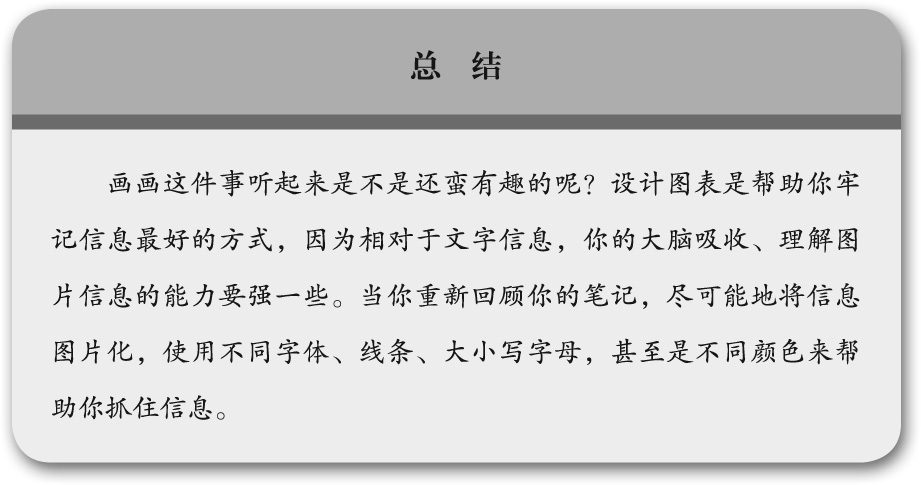 总 结
画画这件事听起来是不是还蛮有趣的呢？设计图表是帮助你牢
记信息最好的方式，因为相对于文字信息，你的大脑吸收、理解图
片信息的能力要强一些。当你重新回顾你的笔记，尽可能地将信息
图片化，使用不同字体、线条、大小写字母，甚至是不同颜色来帮
助你抓住信息。